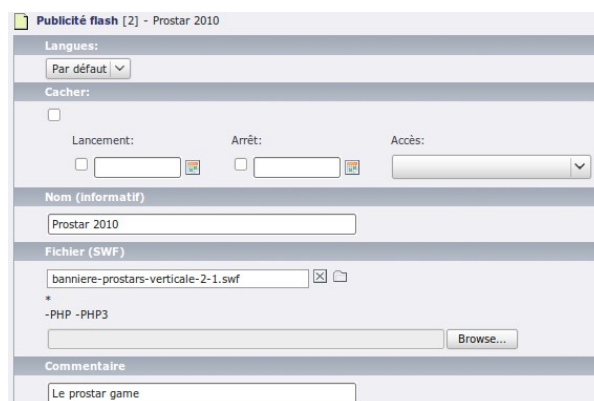 Publicité flash [2] - Prostar 2010
Langues:
Par défaut
Cacher:
Lancement: Arrêt: Accès:
Nom (informatif)
Prostar 2010
Fichier (SWF)
banniere-prostars-verticale-2-1.swf
*
-PHP -PHP3
Browse...
Commentaire
Le prostar game